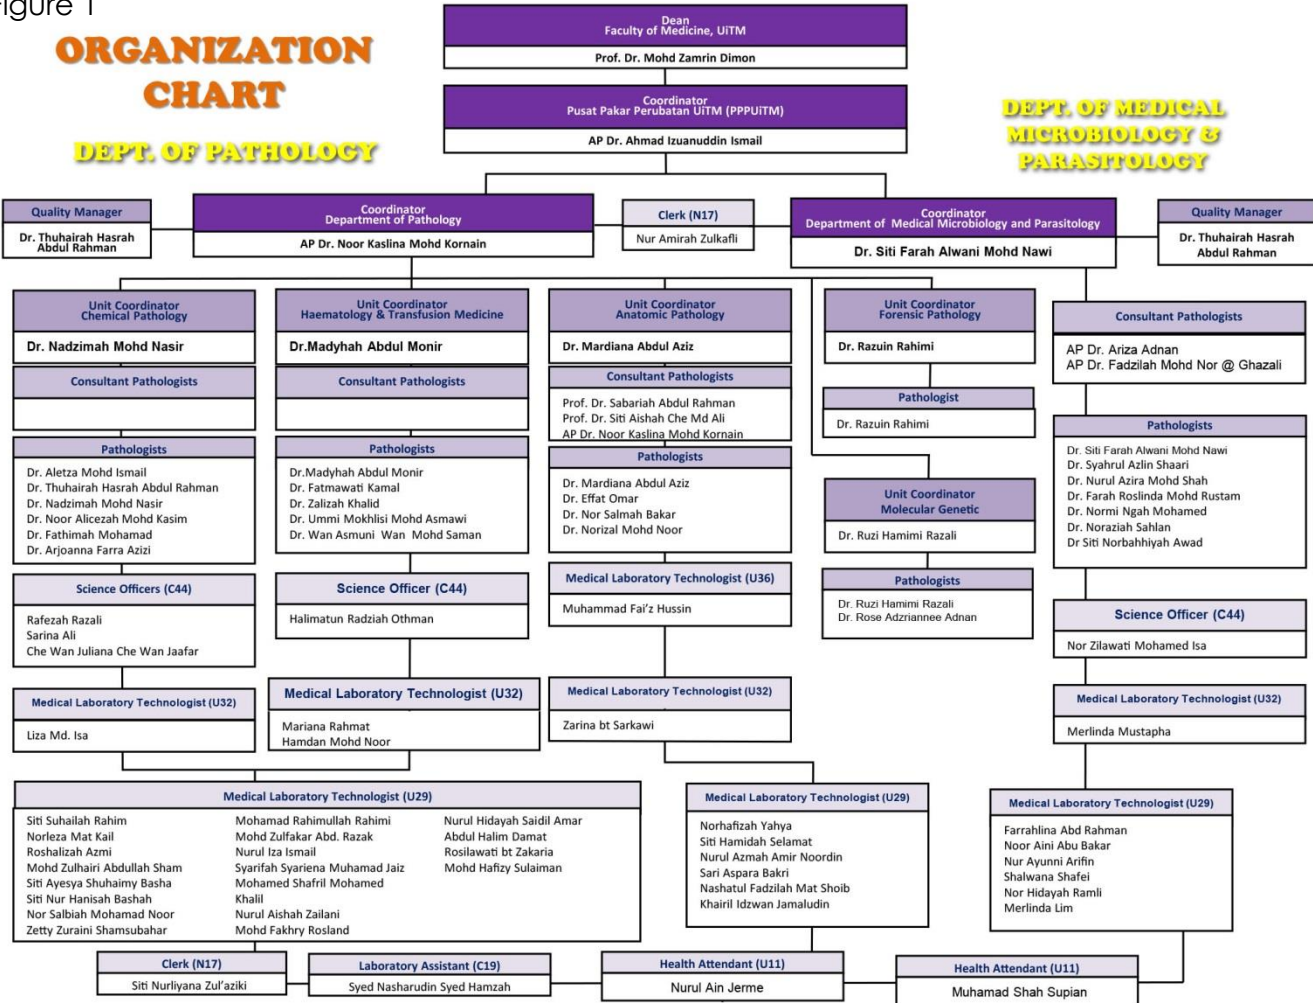 Figure 1
ORGANIZATION
CHART
DEPT. OF PATHOLOGY
DEPT. OF MEDICAL
MICROBIOLOGY &
PARASITOLOGY
Dean
Faculty of Medicine, UiTM
Prof. Dr. Mohd Zamrin Dimon
Coordinator
Pusat Pakar Perubatan UiTM (PPPUiTM)
AP Dr. Ahmad Izuanuddin Ismail
Quality Manager
Dr. Thuhairah Hasrah
Abdul Rahman
Coordinator
Department of Pathology
AP Dr. Noor Kaslina Mohd Kornain
Clerk (N17)
Nur Amirah Zulkafli
Coordinator
Department of Medical Microbiology and Parasitology
Dr. Siti Farah Alwani Mohd Nawi
Quality Manager
Dr. Thuhairah Hasrah
Abdul Rahman
Unit Coordinator
Chemical Pathology
Dr. Nadzimah Mohd Nasir
Consultant Pathologists
Pathologists
Dr. Aletza Mohd Ismail
Dr. Thuhairah Hasrah Abdul Rahman
Dr. Nadzimah Mohd Nasir
Dr. Noor Alicezah Mohd Kasim
Dr. Fathimah Mohamad
Dr. Arjoanna Farra Azizi
Science Officers (C44)
Rafezah Razali
Sarina Ali
Che Wan Juliana Che Wan Jaafar
Medical Laboratory Technologist (U32)
Liza Md. Isa
Unit Coordinator
Haematology & Transfusion Medicine
Dr.Madyhah Abdul Monir
Consultant Pathologists
Pathologists
Dr.Madyhah Abdul Monir
Dr. Fatmawati Kamal
Dr. Zalizah Khalid
Dr. Ummi Mokhlisi Mohd Asmawi
Dr. Wan Asmuni Wan Mohd Saman
Science Officer (C44)
Halimatun Radziah Othman
Medical Laboratory Technologist (U32)
Mariana Rahmat
Hamdan Mohd Noor
Unit Coordinator
Anatomic Pathology
Dr. Mardiana Abdul Aziz
Consultant Pathologists
Prof. Dr. Sabariah Abdul Rahman
Prof. Dr. Siti Aishah Che Md Ali
AP Dr. Noor Kaslina Mohd Kornain
Pathologists
Dr. Mardiana Abdul Aziz
Dr. Effat Omar
Dr. Nor Salmah Bakar
Dr. Norizal Mohd Noor
Medical Laboratory Technologist (U36)
Muhammad Fai'z Hussin
Medical Laboratory Technologist (U32)
Zarina bt Sarkawi
Unit Coordinator
Forensic Pathology
Dr. Razuin Rahimi
Pathologist
Dr. Razuin Rahimi
Unit Coordinator
Molecular Genetic
Dr. Ruzi Hamimi Razali
Pathologists
Dr. Ruzi Hamimi Razali
Dr. Rose Adzriannee Adnan
Consultant Pathologists
AP Dr. Ariza Adnan
AP Dr. Fadzilah Mohd Nor @ Ghazali
Pathologists
Dr. Siti Farah Alwani Mohd Nawi
Dr. Syahrul Azlin Shaari
Dr. Nurul Azira Mohd Shah
Dr. Farah Roslinda Mohd Rustam
Dr. Normi Ngah Mohamed
Dr. Noraziah Sahlan
Dr Siti Norbahhiyah Awad
Science Officer (C44)
Nor Zilawati Mohamed Isa
Medical Laboratory Technologist (U32)
Merlinda Mustapha
Medical Laboratory Technologist (U29)
Siti Suhailah Rahim
Norleza Mat Kail
Roshalizah Azmi
Mohd Zulhairi Abdullah Sham
Siti Ayesya Shuhaimy Basha
Siti Nur Hanisah Bashah
Nor Salbiah Mohamad Noor
Zetty Zuraini Shamsubahar
Mohamad Rahimullah Rahimi
Mohd Zulfakar Abd. Razak
Nurul Iza Ismail
Syarifah Syariena Muhamad Jaiz
Mohamed Shafril Mohamed
Khalil
Nurul Aishah Zailani
Mohd Fakhry Rosland
Nurul Hidayah Saidil Amar
Abdul Halim Damat
Rosilawati bt Zakaria
Mohd Hafizy Sulaiman
Medical Laboratory Technologist (U29)
Norhafizah Yahya
Siti Hamidah Selamat
Nurul Azmah Amir Noordin
Sari Aspara Bakri
Nashatul Fadzilah Mat Shoib
Khairil Idzwan Jamaludin
Medical Laboratory Technologist (U29)
Farrahlina Abd Rahman
Noor Aini Abu Bakar
Nur Ayunni Arifin
Shalwana Shafei
Nor Hidayah Ramli
Merlinda Lim
Clerk (N17)
Siti Nurliyana Zul'aziki
Laboratory Assistant (C19)
Syed Nasharudin Syed Hamzah
Health Attendant (U11)
Nurul Ain Jerme
Health Attendant (U11)
Muhamad Shah Supian